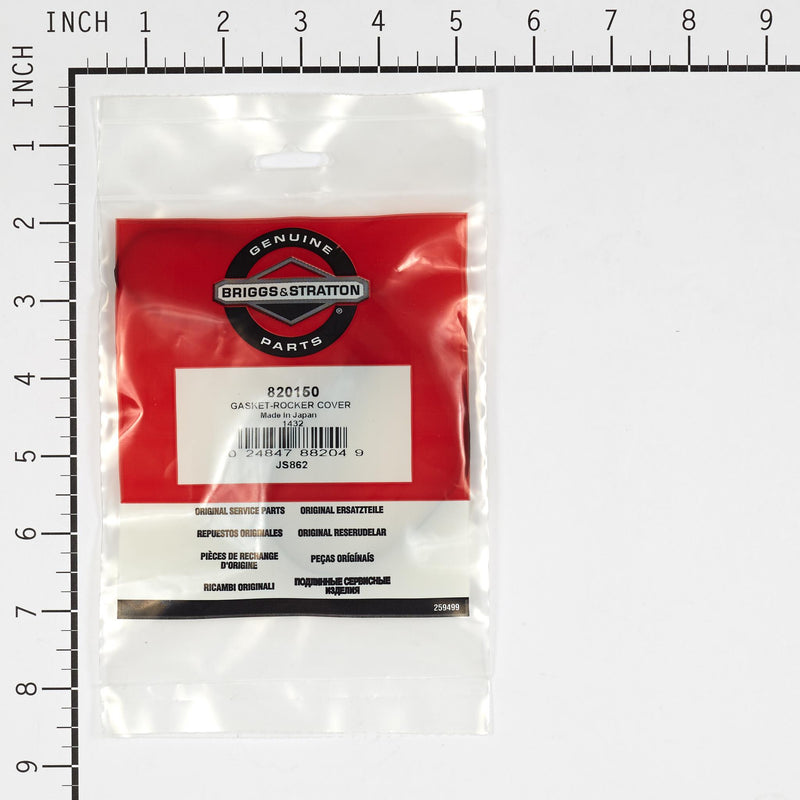 INCH 1 2 3 4 5 6 7 8 9
INCH
1
2
3
4
5
6
7
8
9
GENUINE
BRIGGS&STRATTON
®
PARTS
820150
GASKET-ROCKER COVER
Made in Japan
1432
0 24847 88204 9
JS862
ORIGINAL SERVICE PARTS ORIGINAL ERSATZTEILE
REPUESTOS ORIGINALES ORIGINAL RESERUDELAR
PIÈCES DE RECHANGE
D'ORIGINE
PEÇAS ORÍGÍNAÍS
RICAMBI ORIGINALI
ПОДЛИННЫЕ СЕРВИСНЫЕ
ИЗДЕЛИЯ
259499